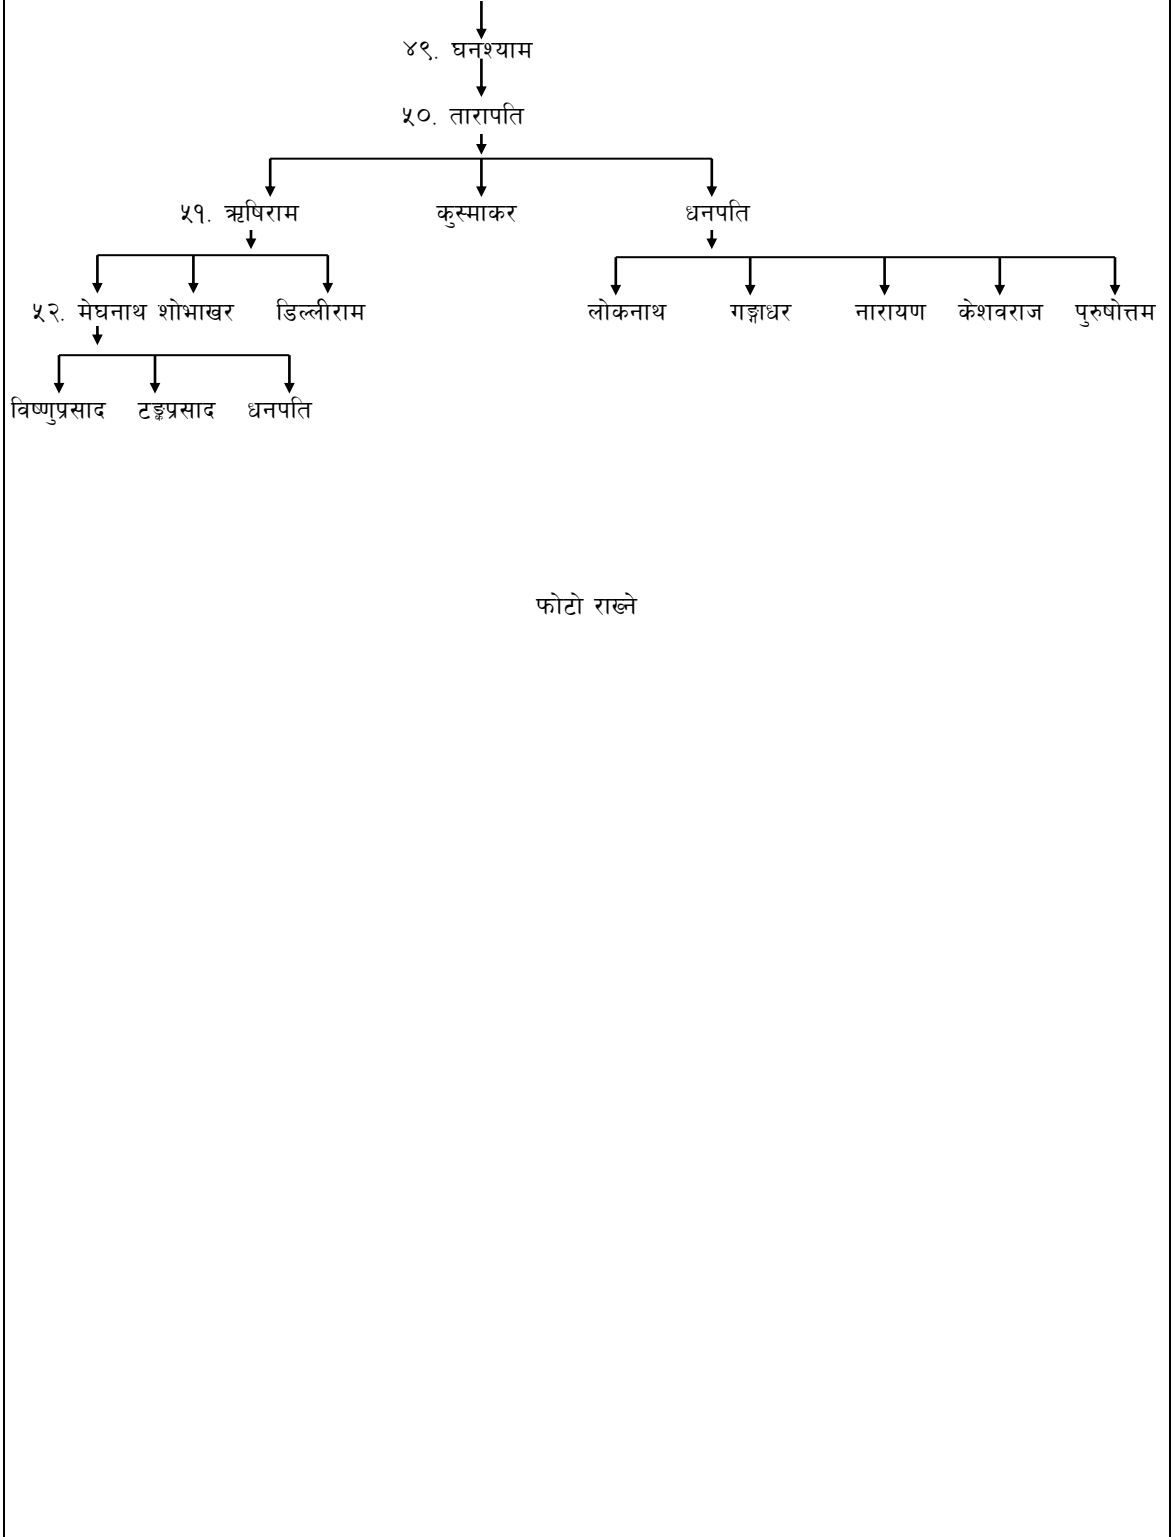 ४९. घनश्याम
५०. तारापति
५१. ऋषिराम कुस्माकर धनपति
५२. मेघनाथ शोभाखर डिल्लीराम लोकनाथ गङ्गाधर नारायण केशवराज पुरुषोत्तम
विष्णुप्रसाद टङ्कप्रसाद धनपति
फोटो राख्ने